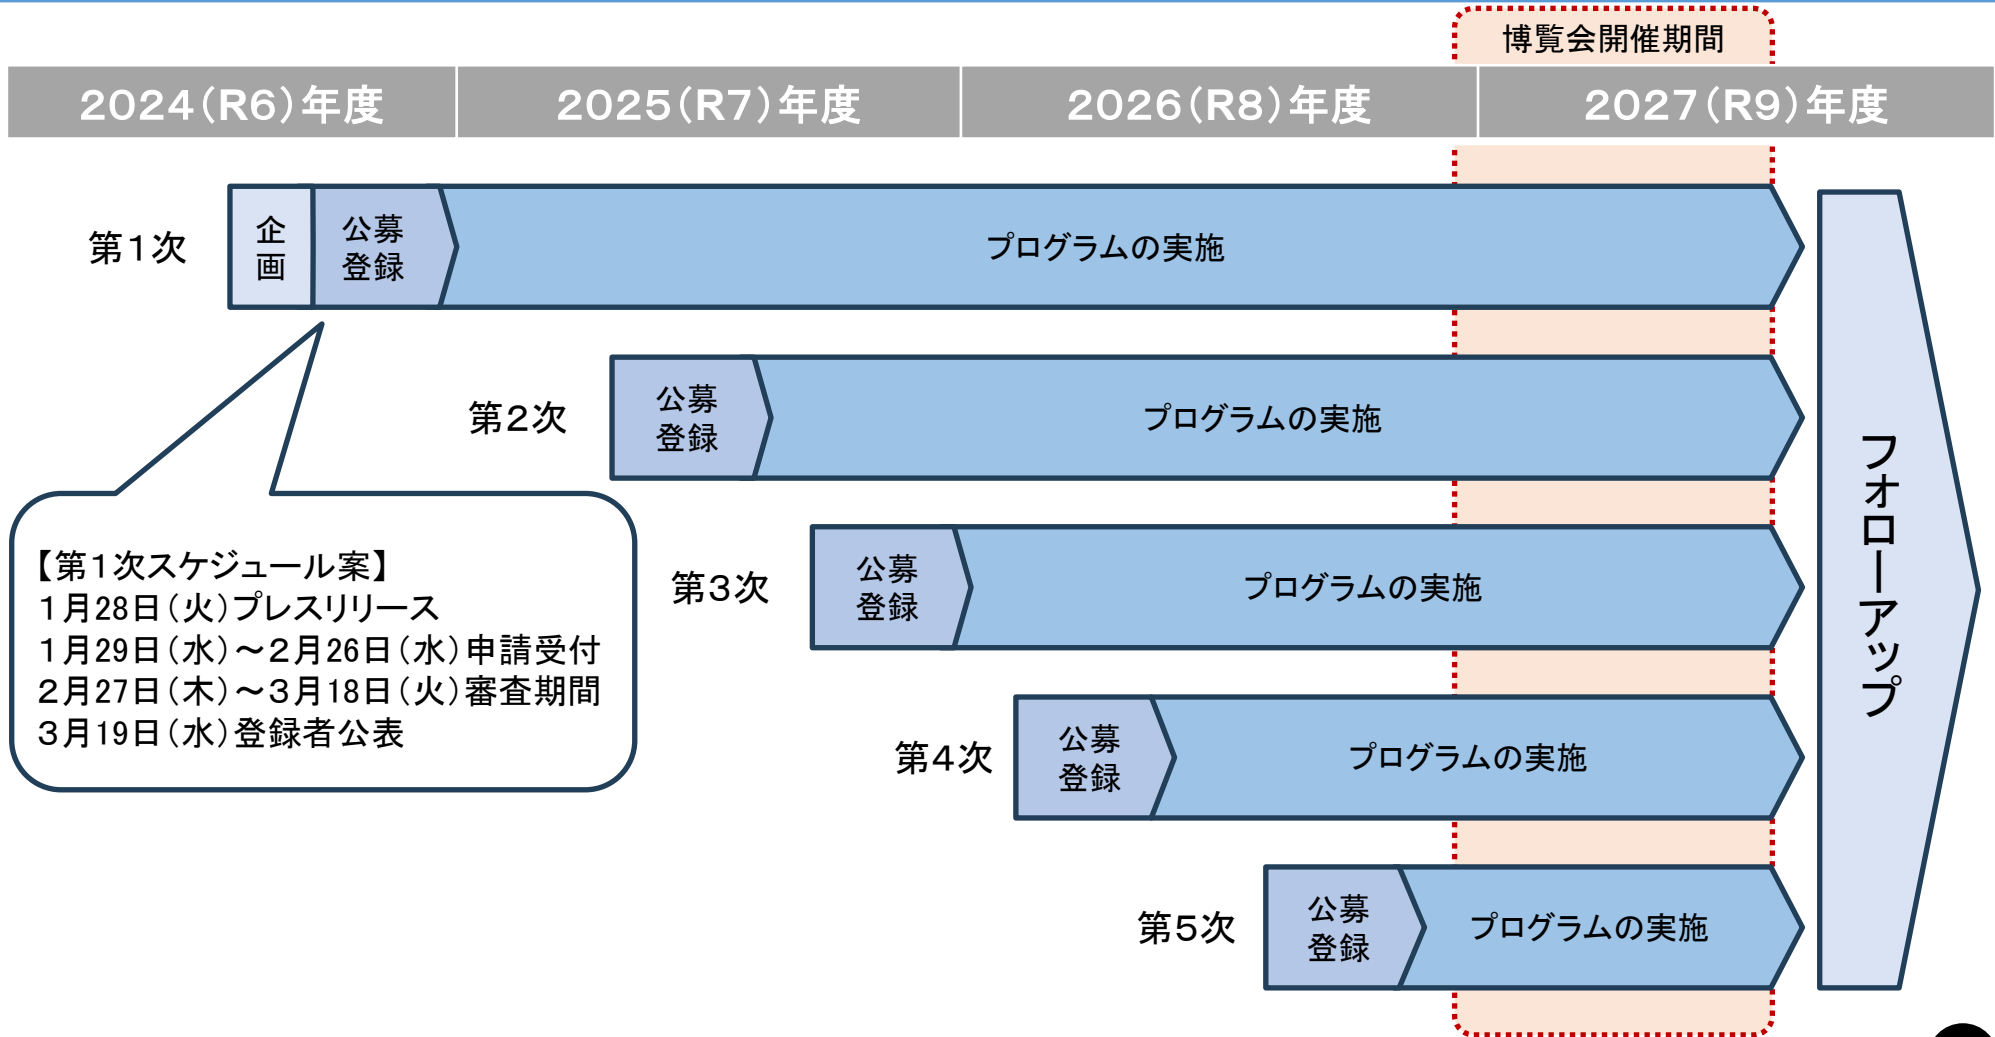 博覧会開催期間
2024(R6)年度
2025(R7)年度
2026(R8)年度
2027(R9)年度
第1次
企
画
公募
登録
プログラムの実施
第2次
公募
登録
プログラムの実施
【第1次スケジュール案】
1月28日(火)プレスリリース
1月29日(水)～2月26日(水)申請受付
2月27日(木)～3月18日(火)審査期間
3月19日(水)登録者公表
第3次
公募
登録
プログラムの実施
第4次
公募
登録
プログラムの実施
第5次
公募
登録
プログラムの実施
フォローアップ